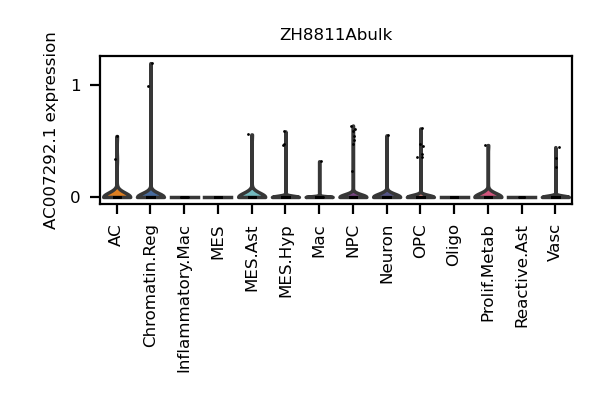 ZH8811Abulk
AC007292.1 expression
1
0
AC
Chromatin.Reg
Inflammatory.Mac
MES
MES.Ast
MES.Hyp
Mac
NPC
Neuron
OPC
Oligo
Prolif.Metab
Reactive.Ast
Vasc